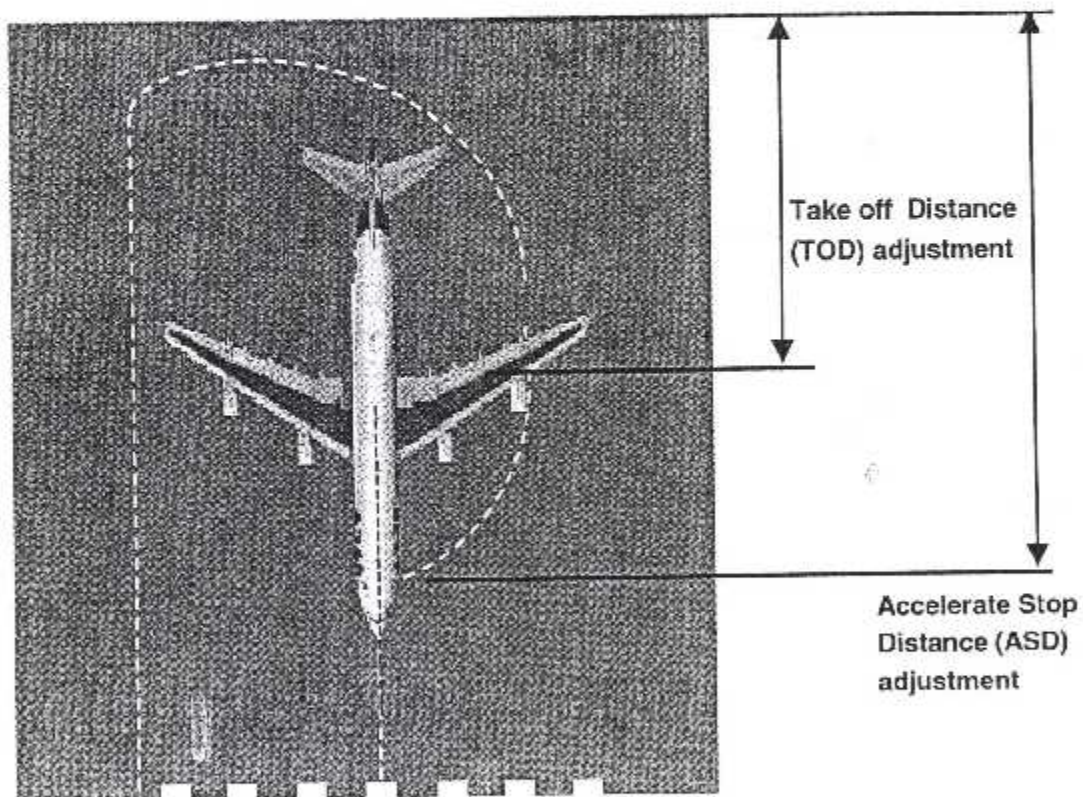 Take off Distance
(TOD) adjustment
Accelerate Stop
Distance (ASD)
adjustment